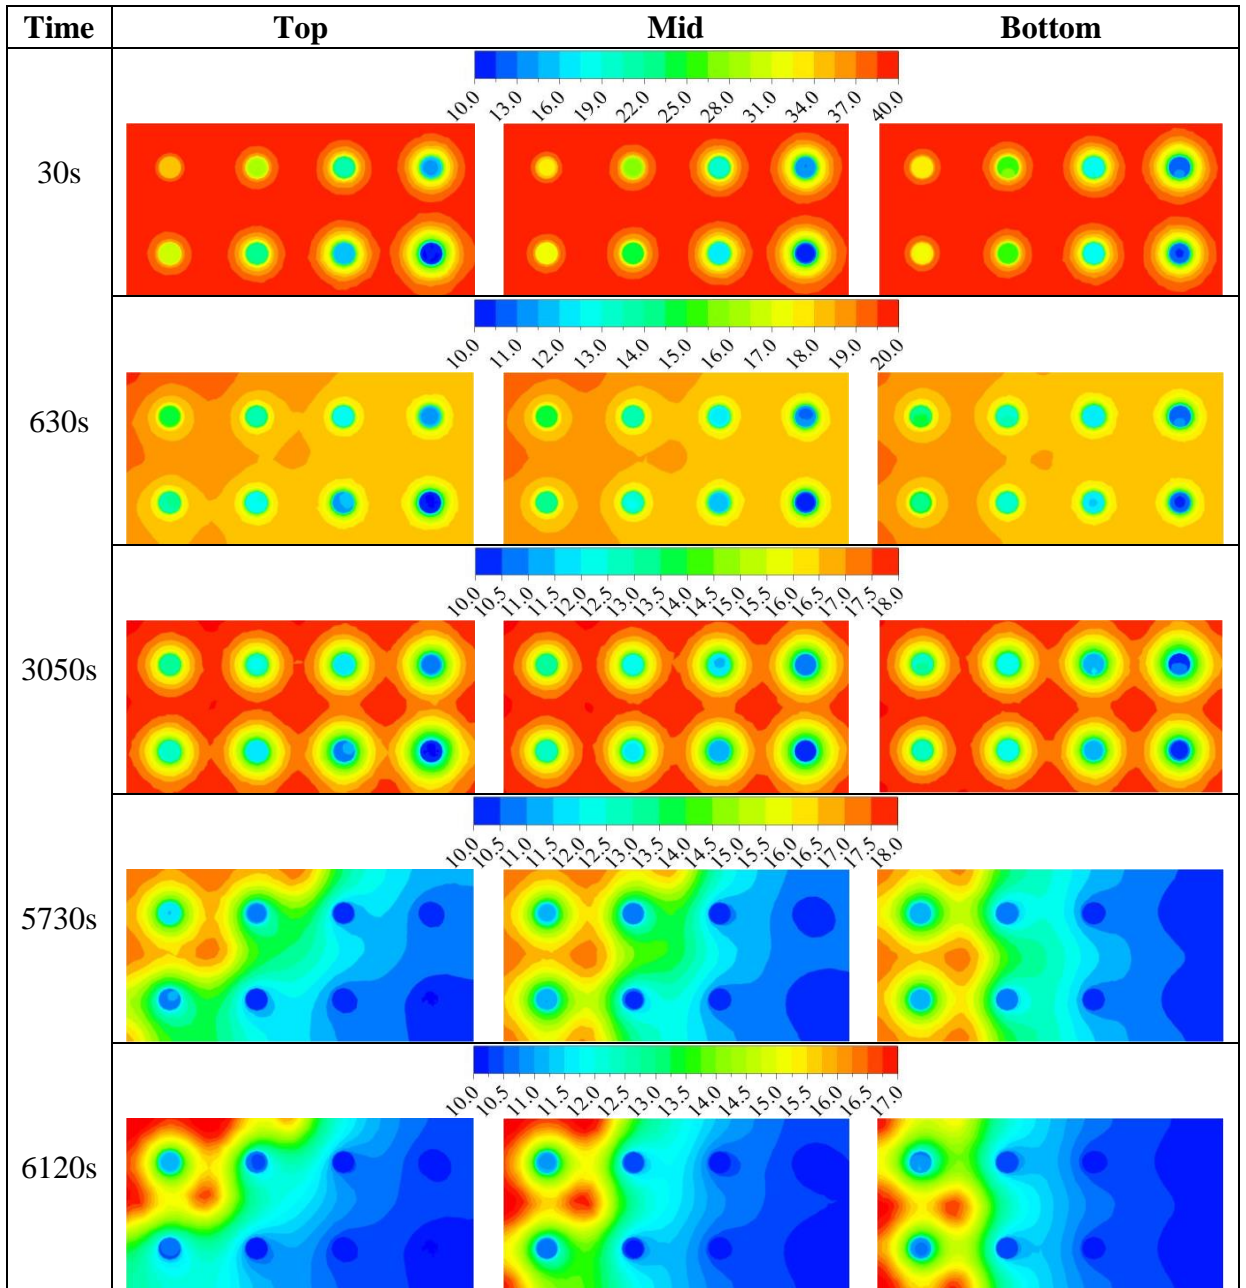 Time Top Mid Bottom
10.0 13.0 16.0 19.0 22.0 25.0 28.0 31.0 34.0 37.0 40.0
30s
10.0 11.0 12.0 13.0 14.0 15.0 16.0 17.0 18.0 19.0 20.0
630s
10.0 10.5 11.0 11.5 12.0 12.5 13.0 13.5 14.0 14.5 15.0 15.5 16.0 16.5 17.0 17.5 18.0
3050s
10.0 10.5 11.0 11.5 12.0 12.5 13.0 13.5 14.0 14.5 15.0 15.5 16.0 16.5 17.0 17.5 18.0
5730s
10.0 10.5 11.0 11.5 12.0 12.5 13.0 13.5 14.0 14.5 15.0 15.5 16.0 16.5 17.0
6120s